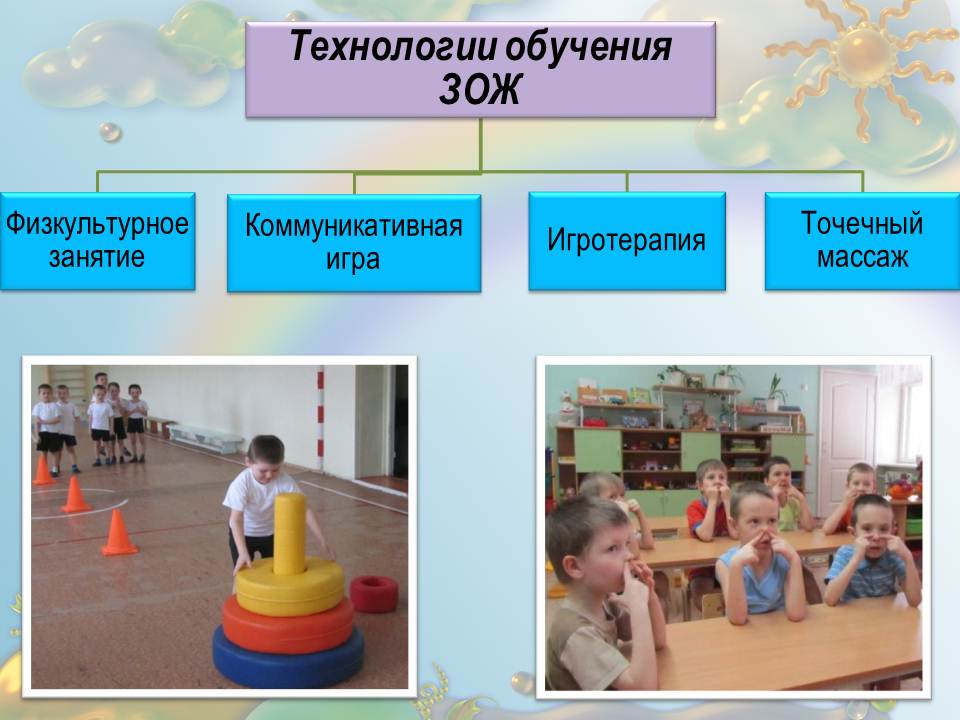 Технологии обучения
ЗОЖ
Физкультурное
занятие
Коммуникативная
игра
Игротерапия
Точечный
массаж